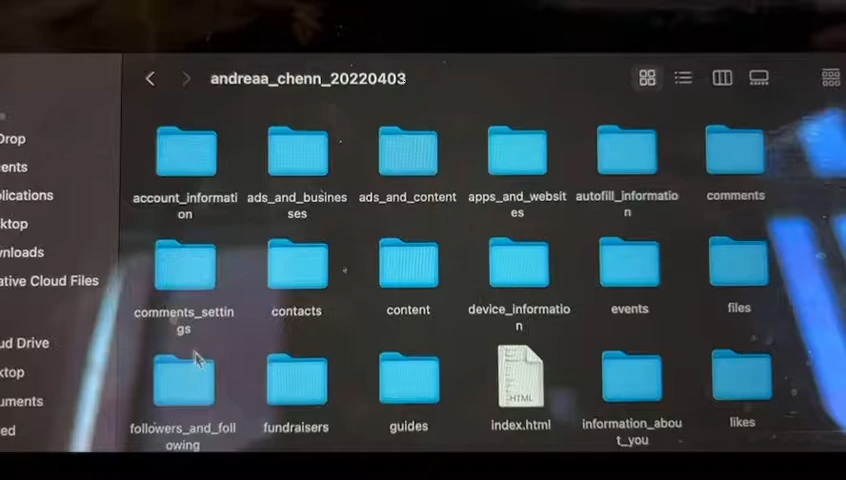 andreaa_chenn_20220403
Drop
ents
plications
ktop
wnloads
ative Cloud Files
ud Drive
ktop
uments
ed
account_informati
on
ads_and_busines
ses
ads_and_content
apps_and_websit
es
autofill_informatio
n
comments
comments_settin
gs
contacts
content
device_informatio
n
events
files
followers_and_foll
owing
fundraisers
guides
HTML
index.html
information_abou
t_you
likes